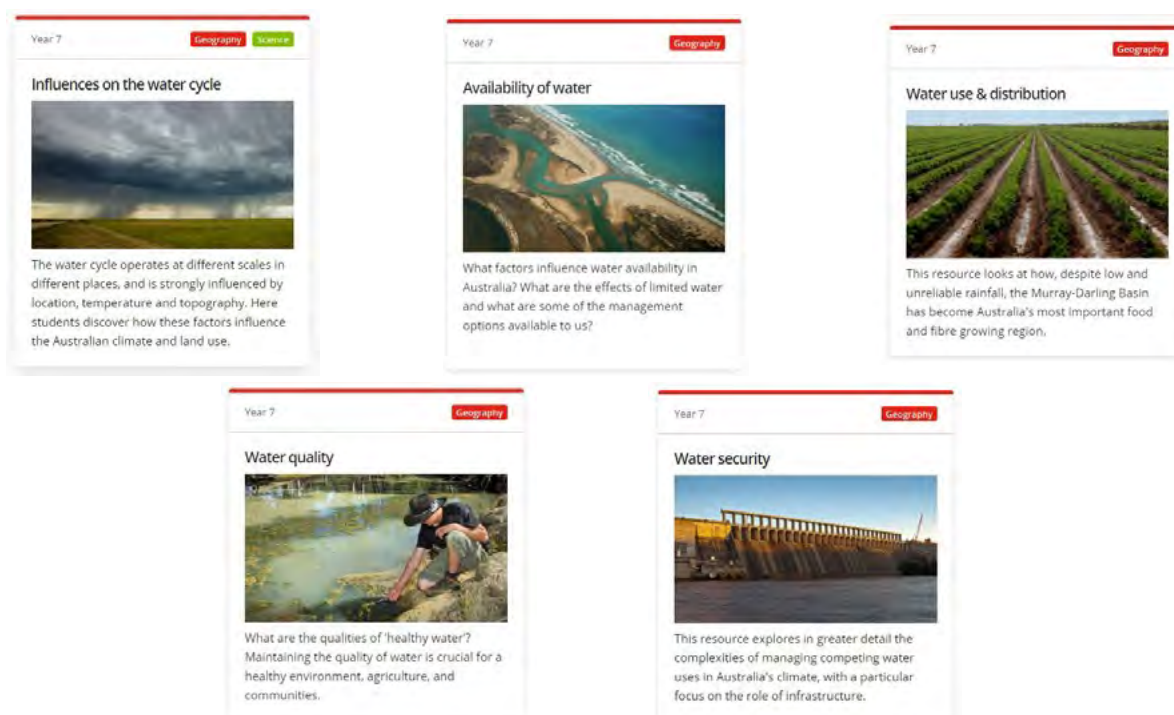 Year 7
Geography Science
Influences on the water cycle
The water cycle operates at different scales in
different places, and is strongly influenced by
location, temperature and topography. Here
students discover how these factors influence
the Australian climate and land use.
Year 7
Geography
Availability of water
What factors influence water availability in
Australia? What are the effects of limited water
and what are some of the management
options available to us?
Year 7
Geography
Water use & distribution
This resource looks at how, despite low and
unreliable rainfall, the Murray-Darling Basin
has become Australia's most important food
and fibre growing region.
Year 7
Geography
Water quality
What are the qualities of 'healthy water'?
Maintaining the quality of water is crucial for a
healthy environment, agriculture, and
communities.
Year 7
Geography
Water security
This resource explores in greater detail the
complexities of managing competing water
uses in Australia's climate, with a particular
focus on the role of infrastructure.